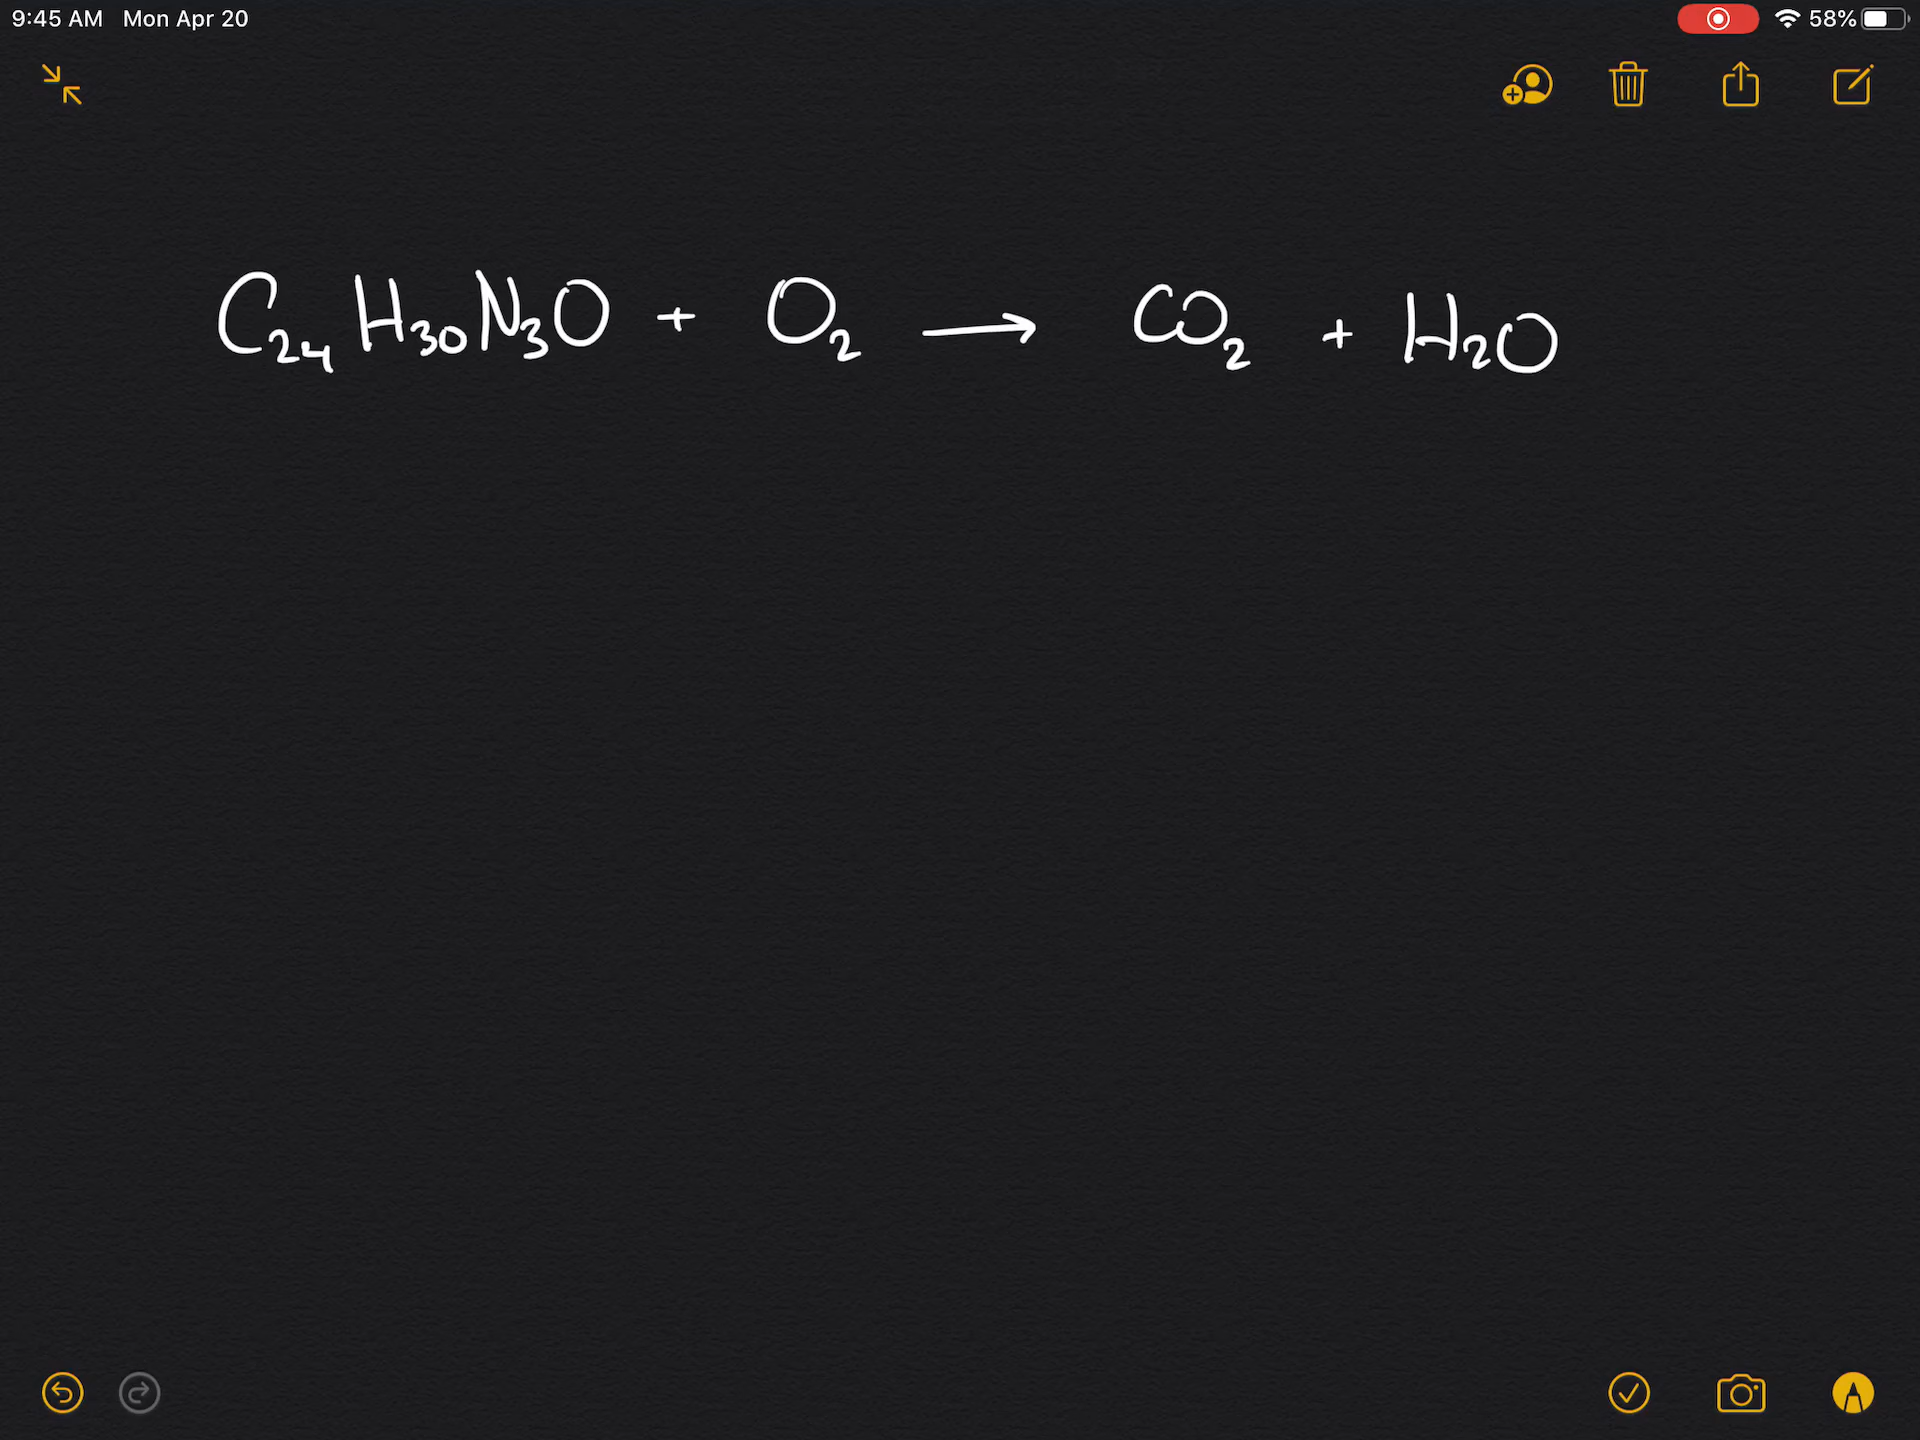 9:45 AM Mon Apr 20 58%
C₂₄H₃₀N₃O + O₂ ⟶ CO₂ + H₂O